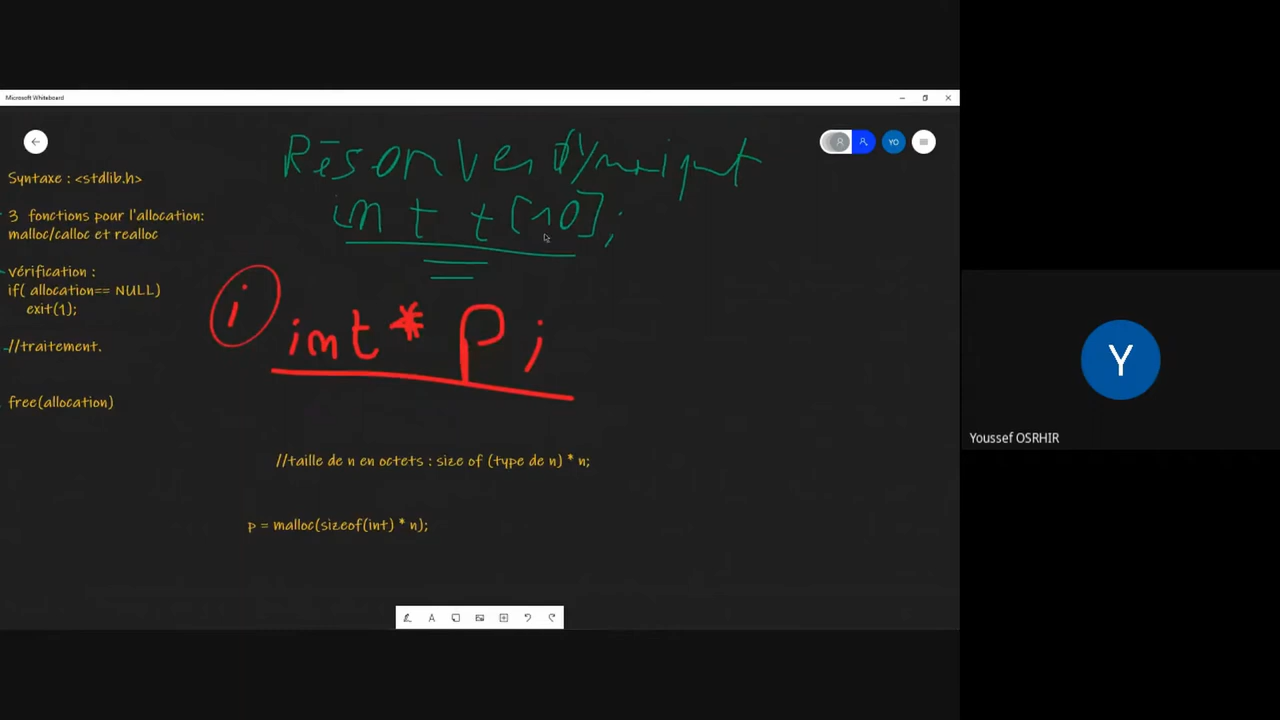 Microsoft Whiteboard
YO
Syntaxe : <stdlib.h>
3 fonctions pour l'allocation:
malloc/calloc et realloc
vérification :
if( allocation== NULL)
exit(1);
//traitement.
free(allocation)
int t[10];
i
int* p;
//taille de n en octets : size of (type de n) * n;
p = malloc(sizeof(int) * n);
Y
Youssef OSRHIR